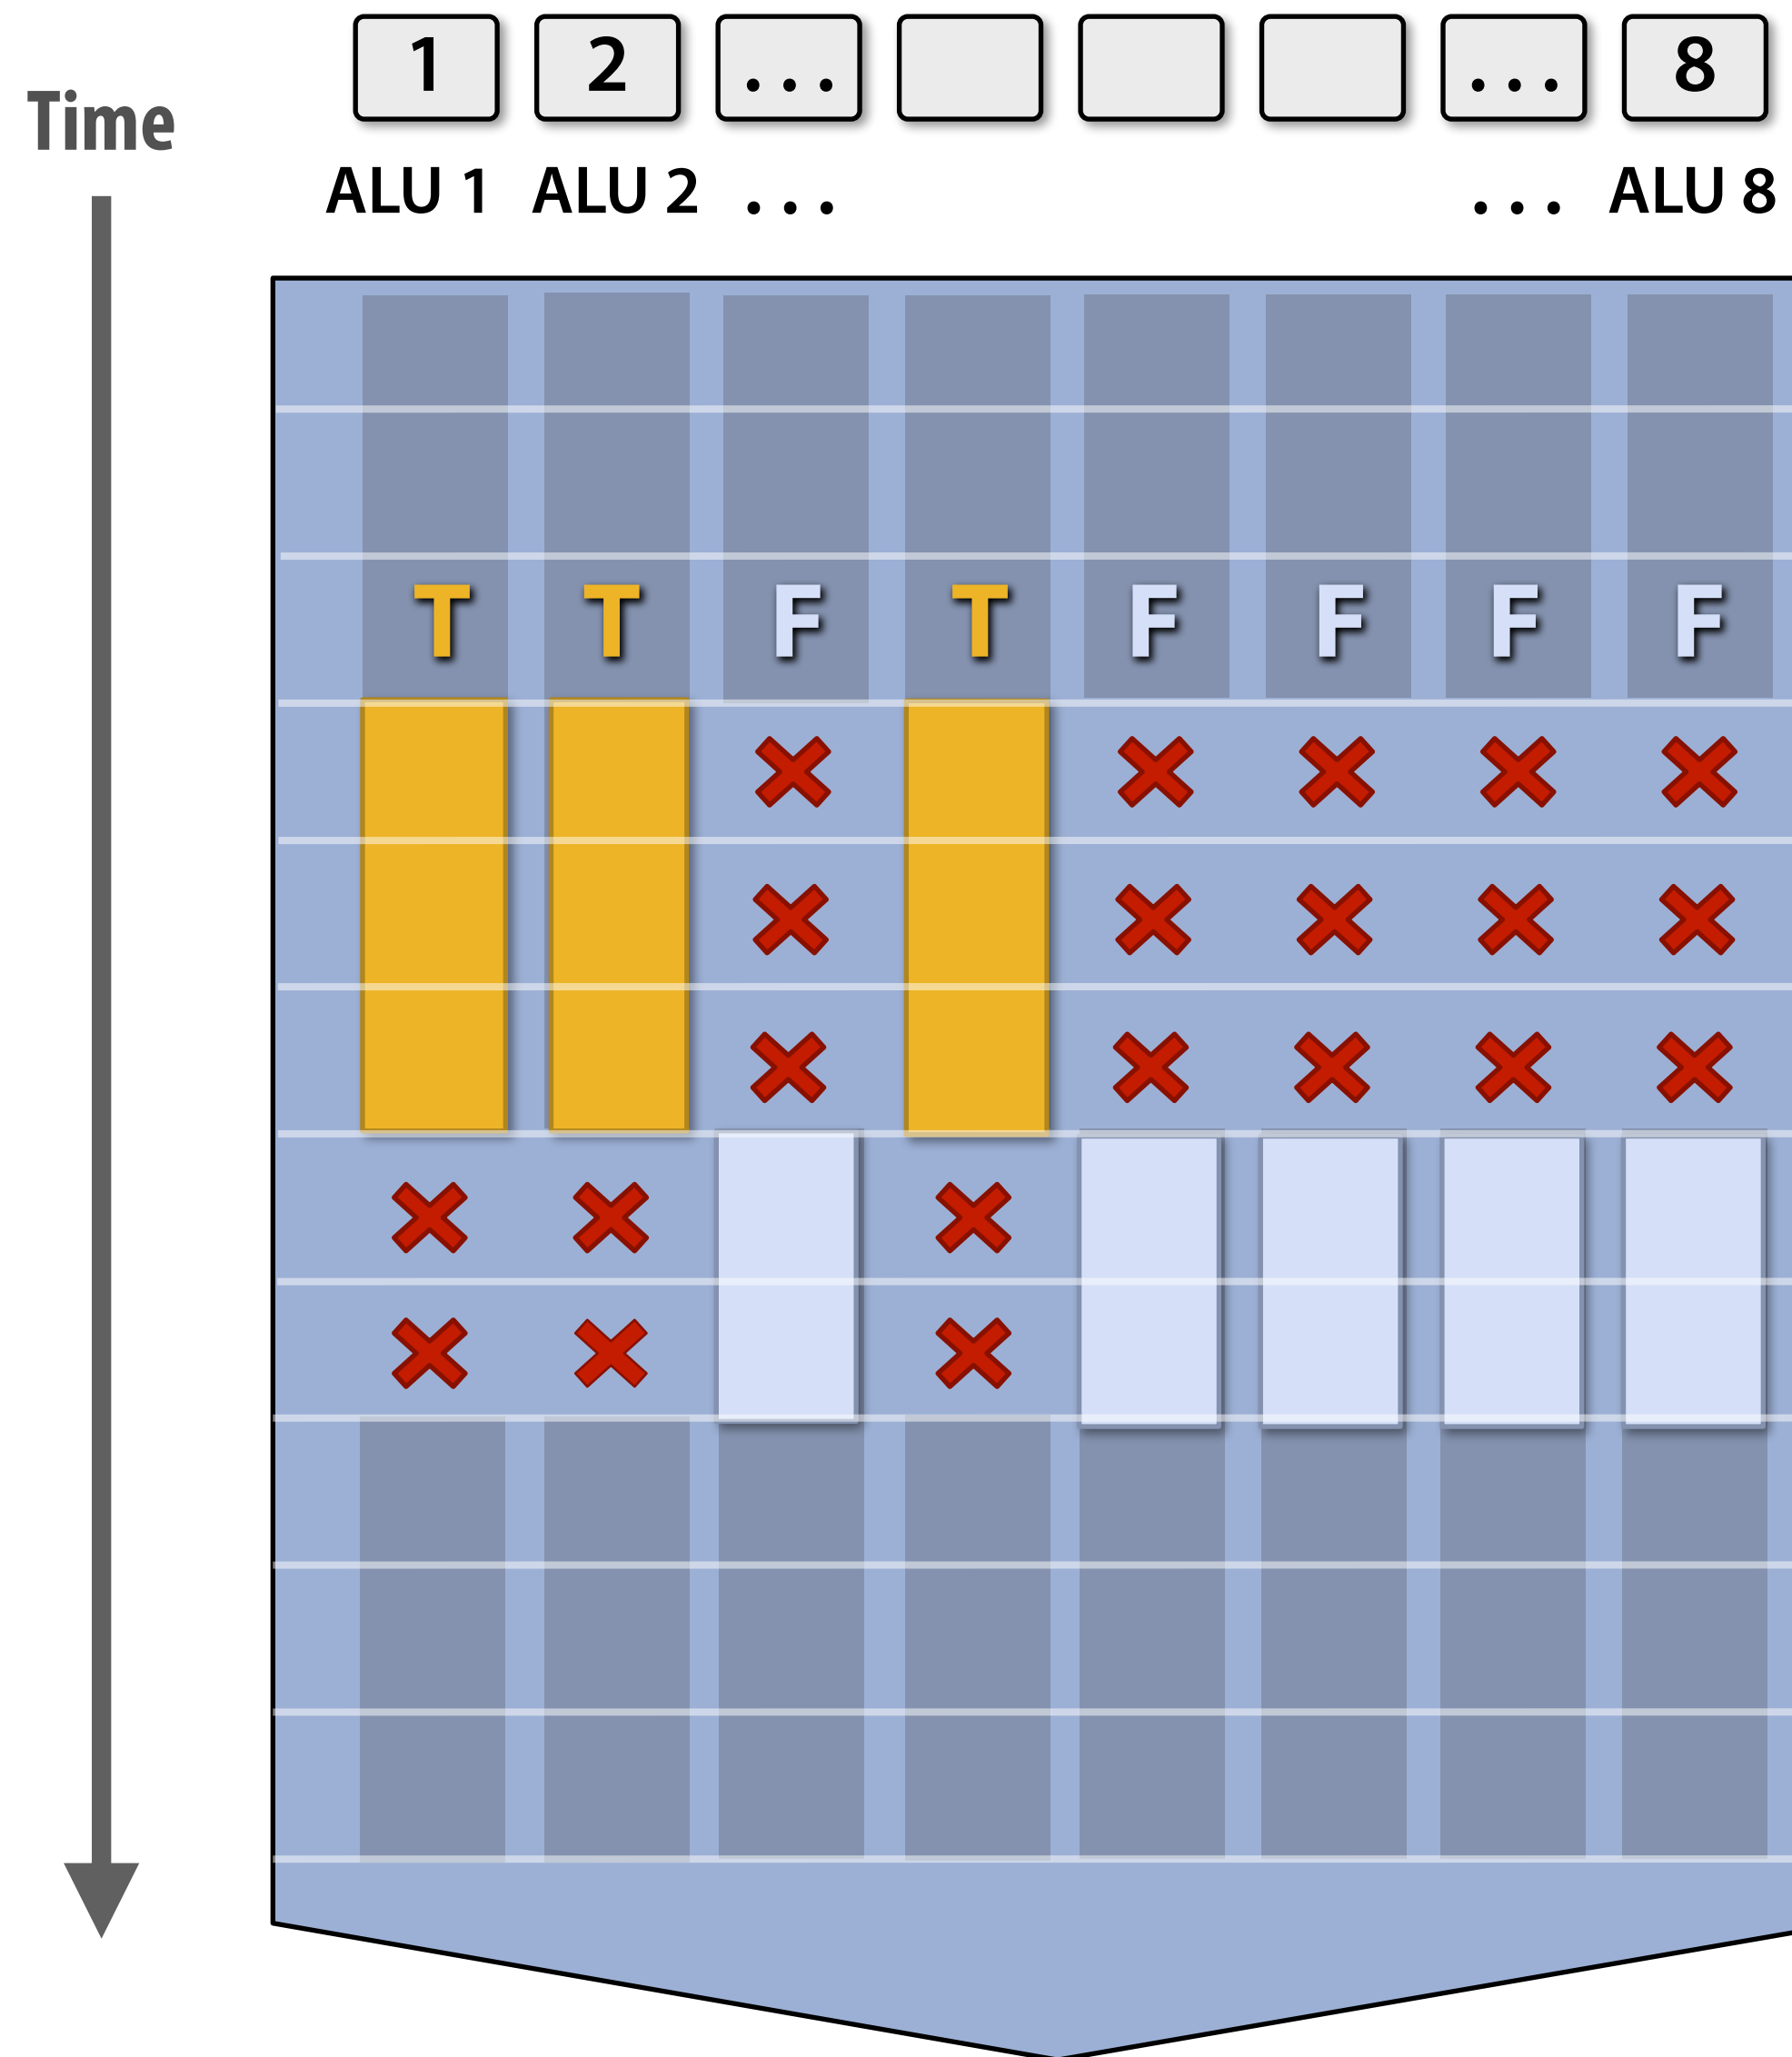 1 2 . . . . . . 8
Time
ALU 1 ALU 2 . . . . . . ALU 8
T T F T F F F F